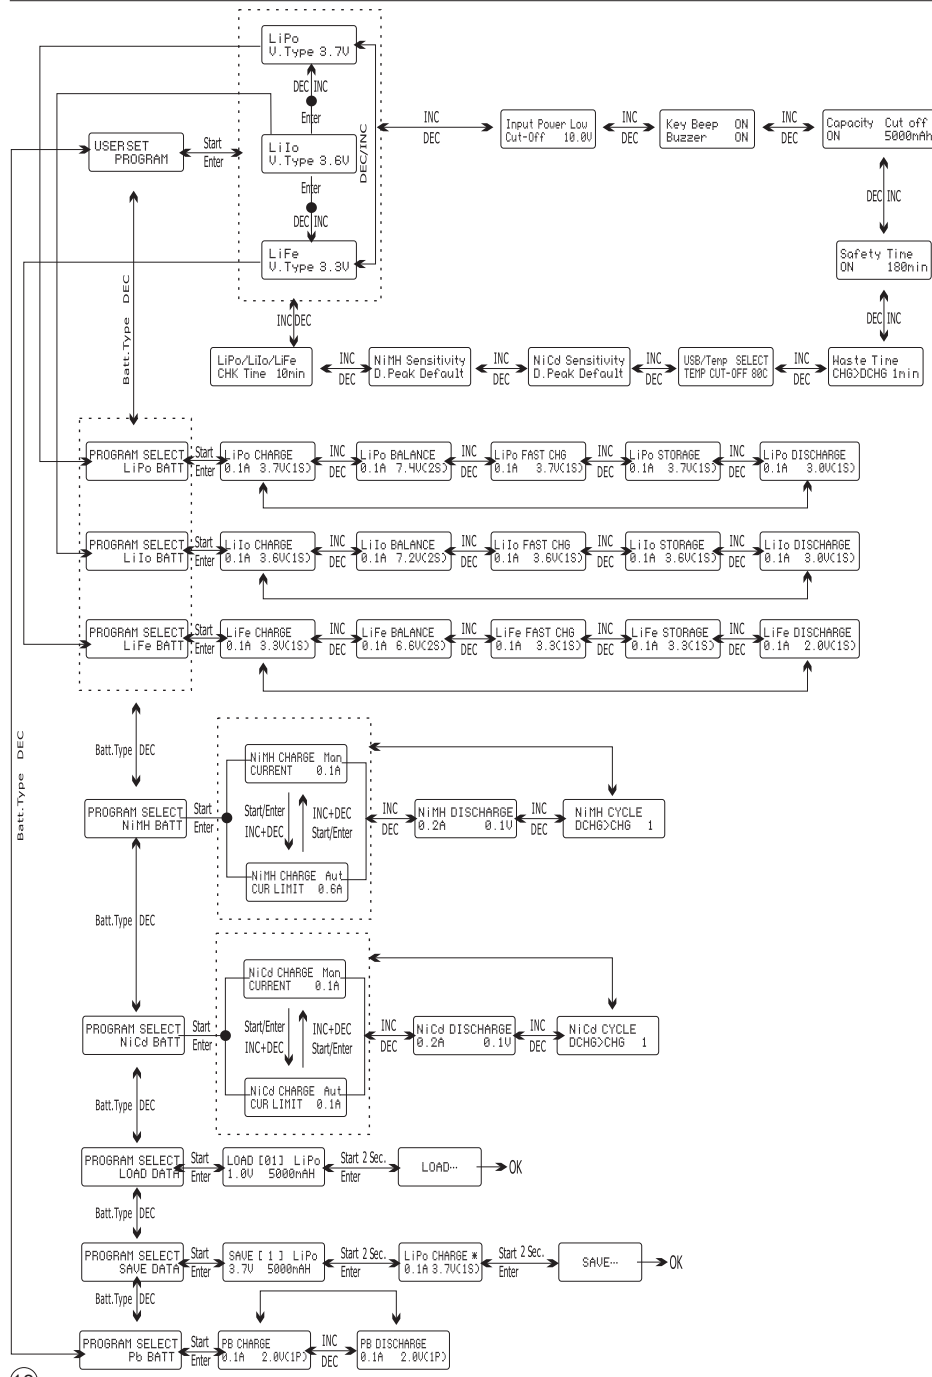 LiPo
V.Type 3.7V
DEC INC
Enter
LiIo
V.Type 3.6V
Enter
DEC INC
LiFe
V.Type 3.3V
DEC/INC
USER SET
PROGRAM
Start
Enter
INC
DEC
Input Power Low
Cut-Off 10.0V
INC
DEC
Key Beep ON
Buzzer ON
INC
DEC
Capacity Cut off
ON 5000mAh
DEC INC
Safety Time
ON 180min
DEC INC
INC DEC
LiPo/LiIo/LiFe
CHK Time 10min
INC
DEC
NiMH Sensitivity
D.Peak Default
INC
DEC
NiCd Sensitivity
D.Peak Default
INC
DEC
USB/Temp SELECT
TEMP CUT-OFF 80C
INC
DEC
Waste Time
CHG>DCHG 1min
Batt.Type DEC
PROGRAM SELECT
LiPo BATT
Start
Enter
LiPo CHARGE
0.1A 3.7V(1S)
INC
DEC
LiPo BALANCE
0.1A 7.4V(2S)
INC
DEC
LiPo FAST CHG
0.1A 3.7V(1S)
INC
DEC
LiPo STORAGE
0.1A 3.7V(1S)
INC
DEC
LiPo DISCHARGE
0.1A 3.0V(1S)
PROGRAM SELECT
LiIo BATT
Start
Enter
LiIo CHARGE
0.1A 3.6V(1S)
INC
DEC
LiIo BALANCE
0.1A 7.2V(2S)
INC
DEC
LiIo FAST CHG
0.1A 3.6V(1S)
INC
DEC
LiIo STORAGE
0.1A 3.6V(1S)
INC
DEC
LiIo DISCHARGE
0.1A 3.0V(1S)
PROGRAM SELECT
LiFe BATT
Start
Enter
LiFe CHARGE
0.1A 3.3V(1S)
INC
DEC
LiFe BALANCE
0.1A 6.6V(2S)
INC
DEC
LiFe FAST CHG
0.1A 3.3(1S)
INC
DEC
LiFe STORAGE
0.1A 3.3(1S)
INC
DEC
LiFe DISCHARGE
0.1A 2.0V(1S)
Batt.Type DEC
Batt.Type DEC
PROGRAM SELECT
NiMH BATT
Start
Enter
NiMH CHARGE Man
CURRENT 0.1A
Start/Enter
INC+DEC
INC+DEC
Start/Enter
NiMH CHARGE Aut
CUR LIMIT 0.6A
INC
DEC
NiMH DISCHARGE
0.2A 0.1V
INC
DEC
NiMH CYCLE
DCHG>CHG 1
Batt.Type DEC
PROGRAM SELECT
NiCd BATT
Start
Enter
NiCd CHARGE Man
CURRENT 0.1A
Start/Enter
INC+DEC
INC+DEC
Start/Enter
NiCd CHARGE Aut
CUR LIMIT 0.1A
INC
DEC
NiCd DISCHARGE
0.2A 0.1V
INC
DEC
NiCd CYCLE
DCHG>CHG 1
Batt.Type DEC
PROGRAM SELECT
LOAD DATA
Start
Enter
LOAD [01] LiPo
1.0V 5000mAH
Start 2 Sec.
Enter
LOAD···
OK
Batt.Type DEC
PROGRAM SELECT
SAVE DATA
Start
Enter
SAVE [ 1 ] LiPo
3.7V 5000mAH
Start 2 Sec.
Enter
LiPo CHARGE *
0.1A 3.7V(1S)
Start 2 Sec.
Enter
SAVE···
OK
Batt.Type DEC
PROGRAM SELECT
Pb BATT
Start
Enter
PB CHARGE
0.1A 2.0V(1P)
INC
DEC
PB DISCHARGE
0.1A 2.0V(1P)